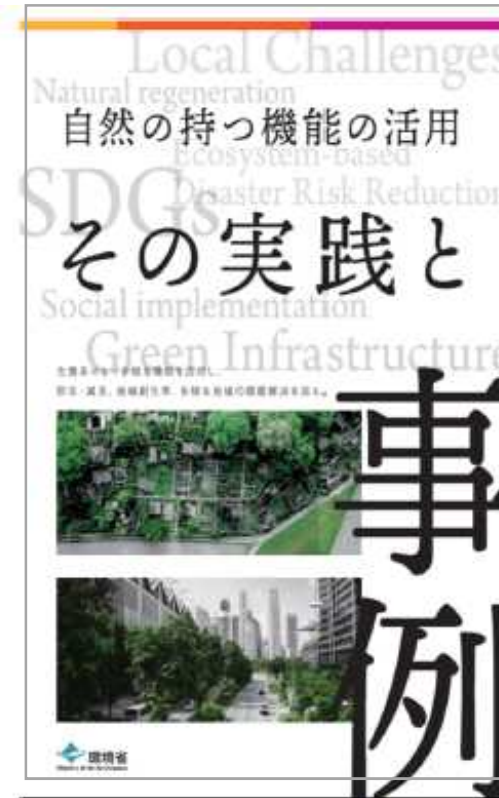 Local Challenges
Natural regeneration
自然の持つ機能の活用
Ecosystem-based
SDGs
Disaster Risk Reduction
その実践と
Social implementation
Green Infrastructure
事例
環境省